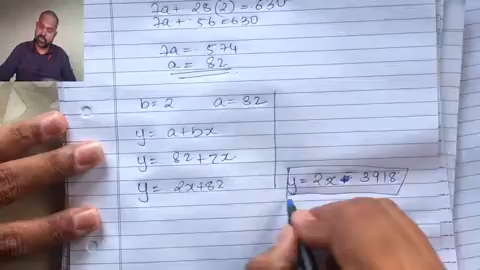 7a + 28(2) = 630
7a + 56 = 630
7a = 574
a = 82
b = 2 a = 82
y = a + bx
y = 82 + 2x
y = 2x + 82
y = 2x - 3918